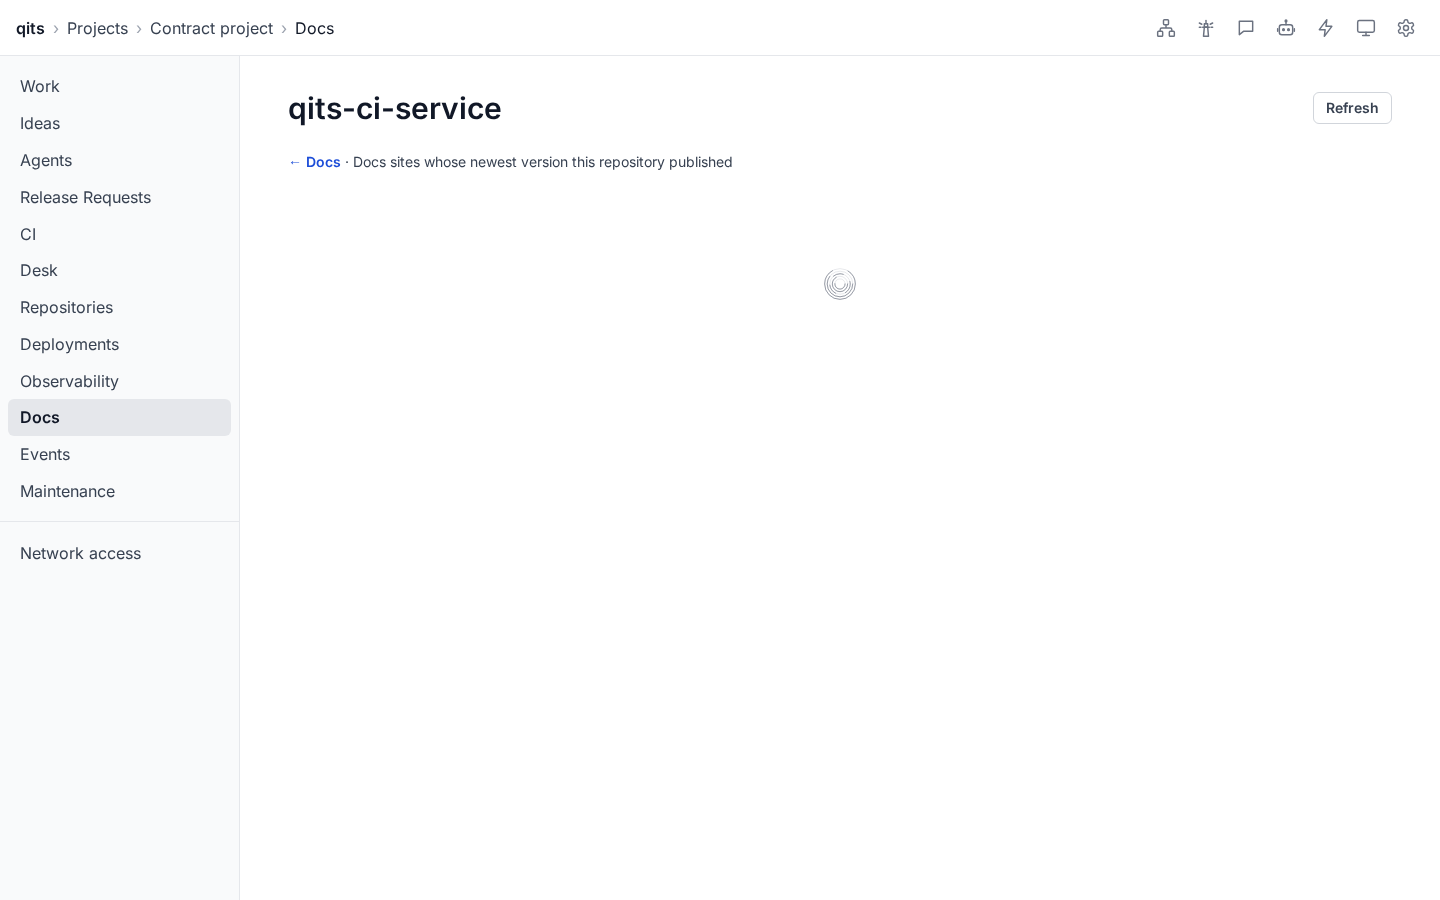 qits › Projects › Contract project › Docs
Work
Ideas
Agents
Release Requests
CI
Desk
Repositories
Deployments
Observability
Docs
Events
Maintenance
Network access
qits-ci-service
Refresh
← Docs · Docs sites whose newest version this repository published